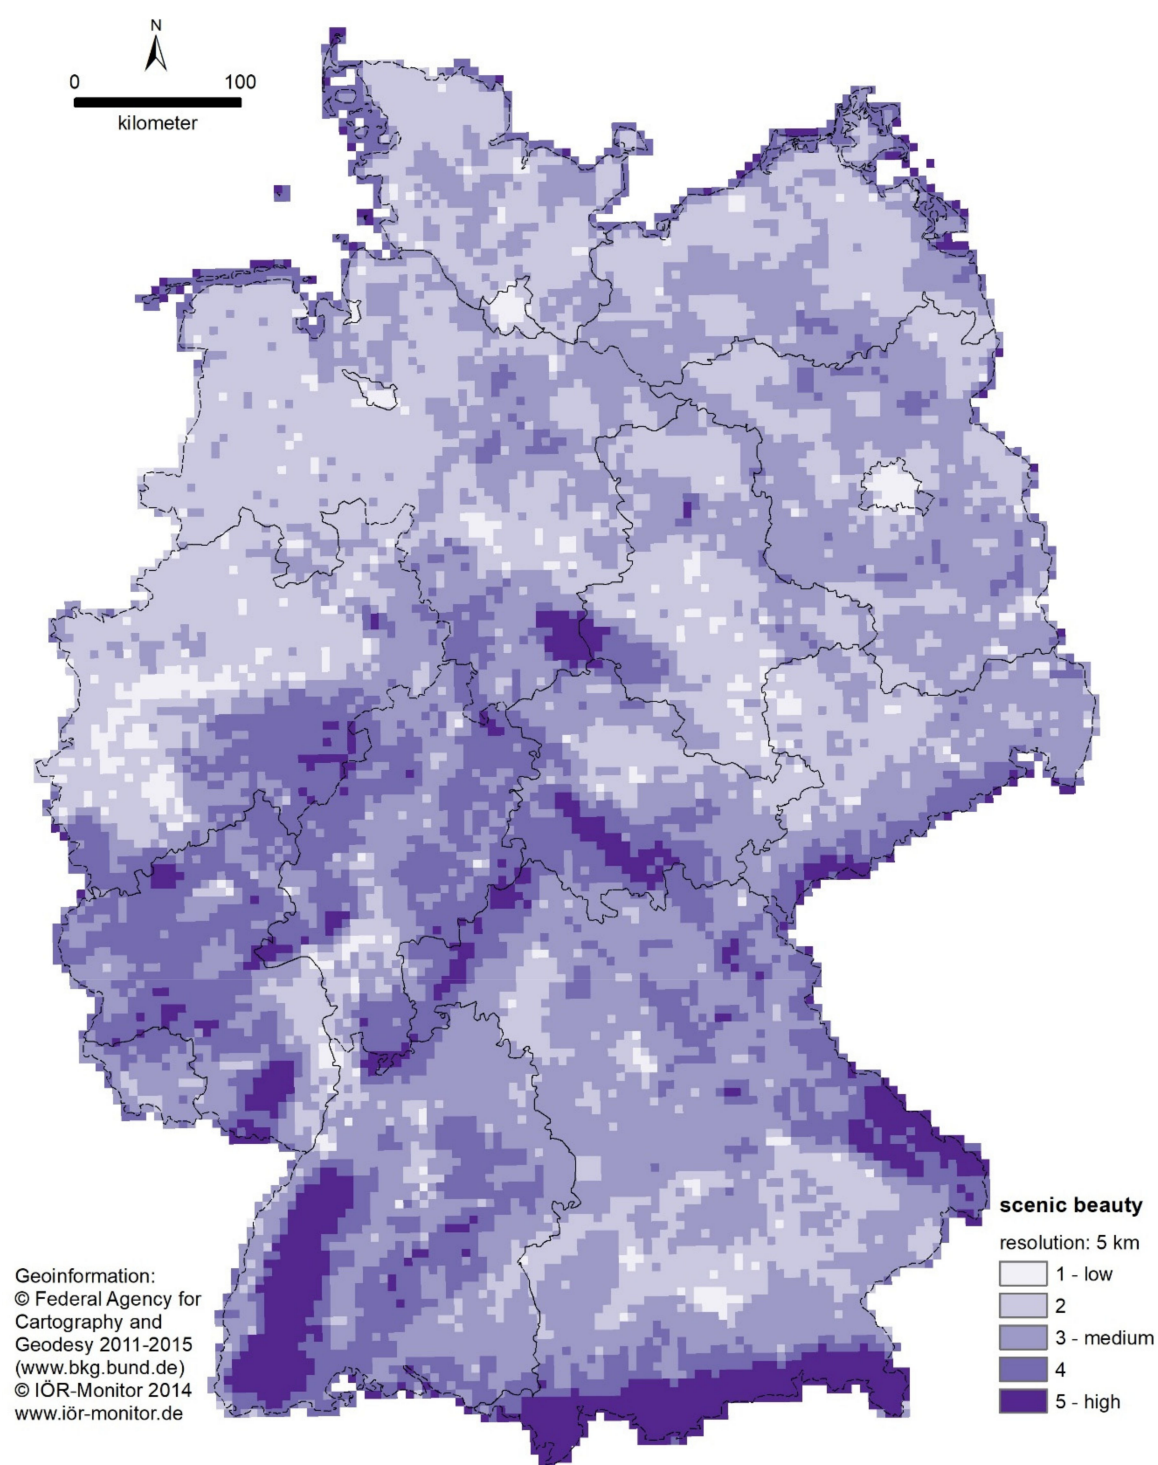 N
0 100
kilometer
scenic beauty
resolution: 5 km
1 - low
2
3 - medium
4
5 - high
Geoinformation:
© Federal Agency for
Cartography and
Geodesy 2011-2015
(www.bkg.bund.de)
© IÖR-Monitor 2014
www.iör-monitor.de